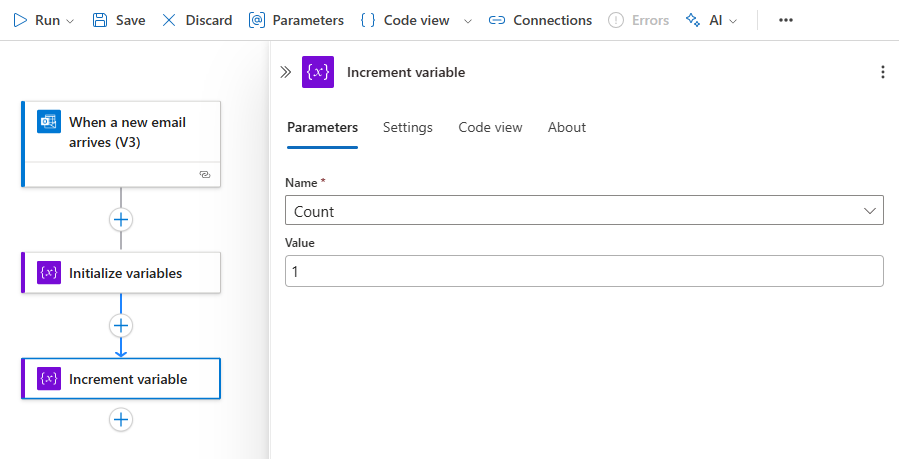 Run Save Discard Parameters Code view Connections Errors AI
When a new email
arrives (V3)
Initialize variables
Increment variable
Increment variable
Parameters Settings Code view About
Name *
Count
Value
1